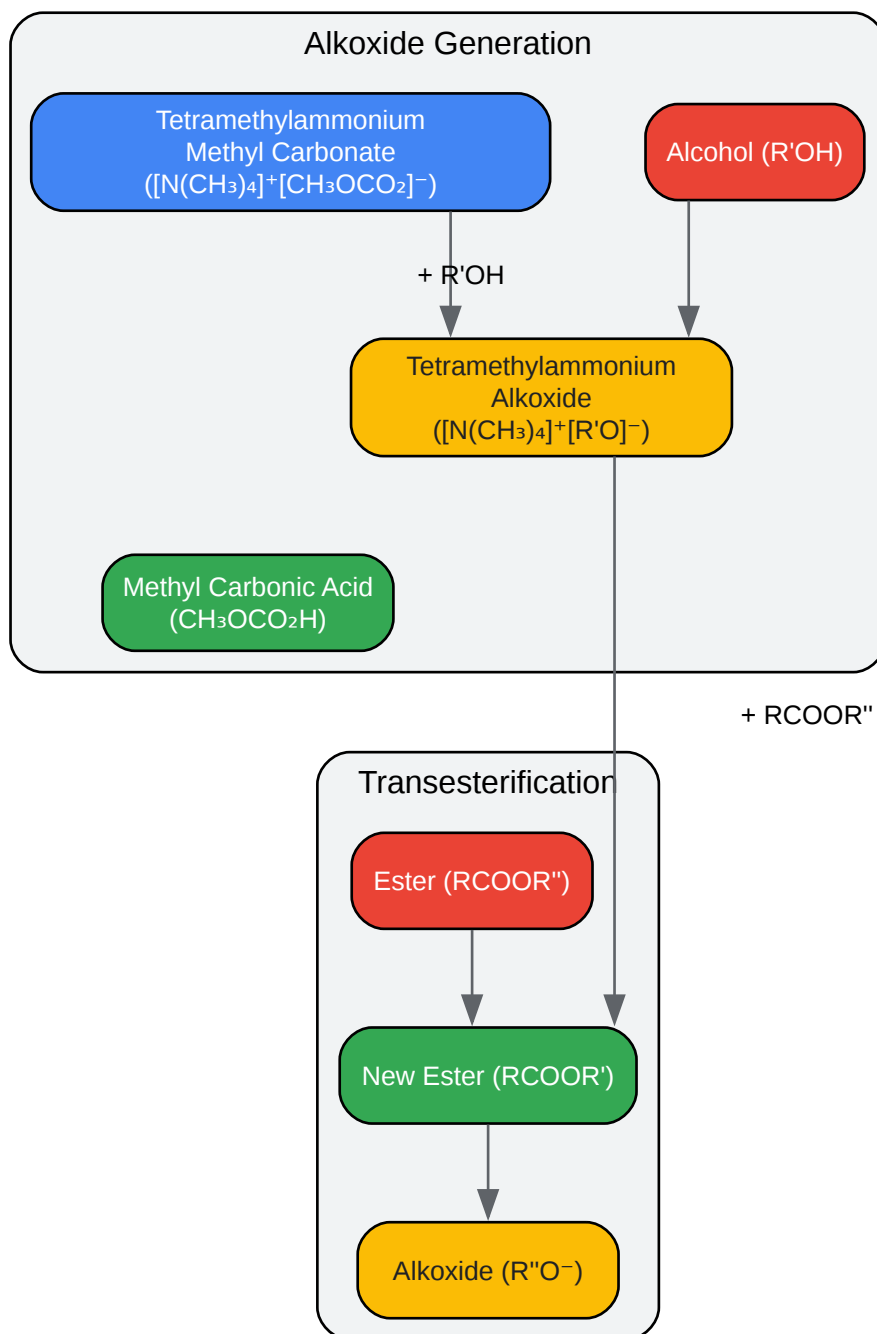 Alkoxide Generation
Tetramethylammonium
Methyl Carbonate
([N(CH₃)₄]⁺[CH₃OCO₂]⁻)
Alcohol (R'OH)
+ R'OH
Tetramethylammonium
Alkoxide
([N(CH₃)₄]⁺[R'O]⁻)
Methyl Carbonic Acid
(CH₃OCO₂H)
+ RCOOR''
Transesterification
Ester (RCOOR'')
New Ester (RCOOR')
Alkoxide (R''O⁻)